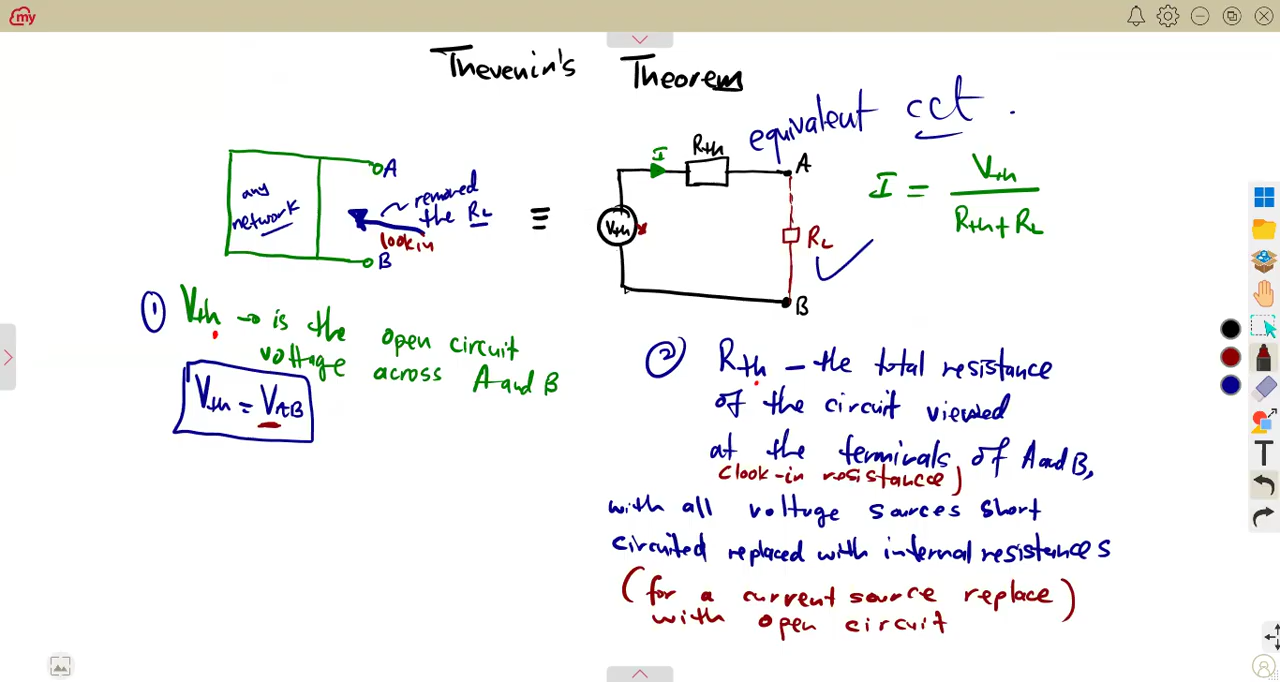 my
Thevenin's Theorem
equivalent cct.
any
network
A
B
removed
the RL
look in
≡
I
Rth
A
Vth
RL
B
I = Vth / Rth + RL
① Vth → is the open circuit
voltage across A and B
Vth = VAB
② Rth - the total resistance
of the circuit viewed
at the terminals of A and B,
(look-in resistance)
with all voltage sources short
circuited replaced with internal resistances
(for a current source replace)
with open circuit
T